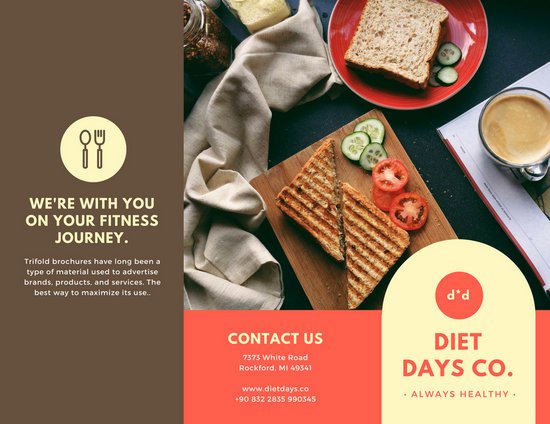 WE'RE WITH YOU
ON YOUR FITNESS
JOURNEY.
Trifold brochures have long been a
type of material used to advertise
brands, products, and services. The
best way to maximize its use..
CONTACT US
7373 White Road
Rockford, MI 49341
www.dietdays.co
+90 832 2835 990345
d*d
DIET
DAYS CO.
• ALWAYS HEALTHY •